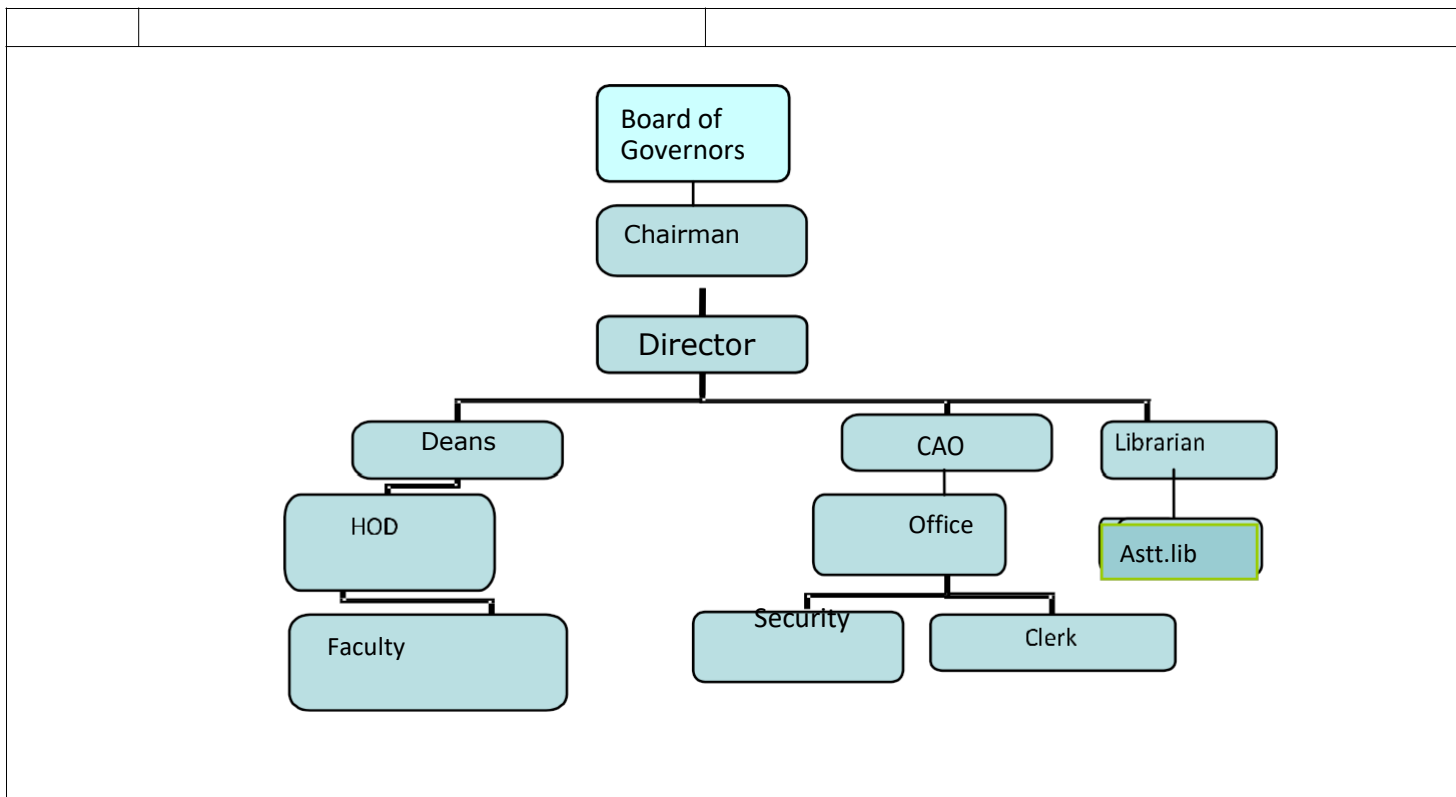 Board of
Governors
Chairman
Director
Deans
CAO
Librarian
HOD
Office
Astt.lib
Security
Clerk
Faculty